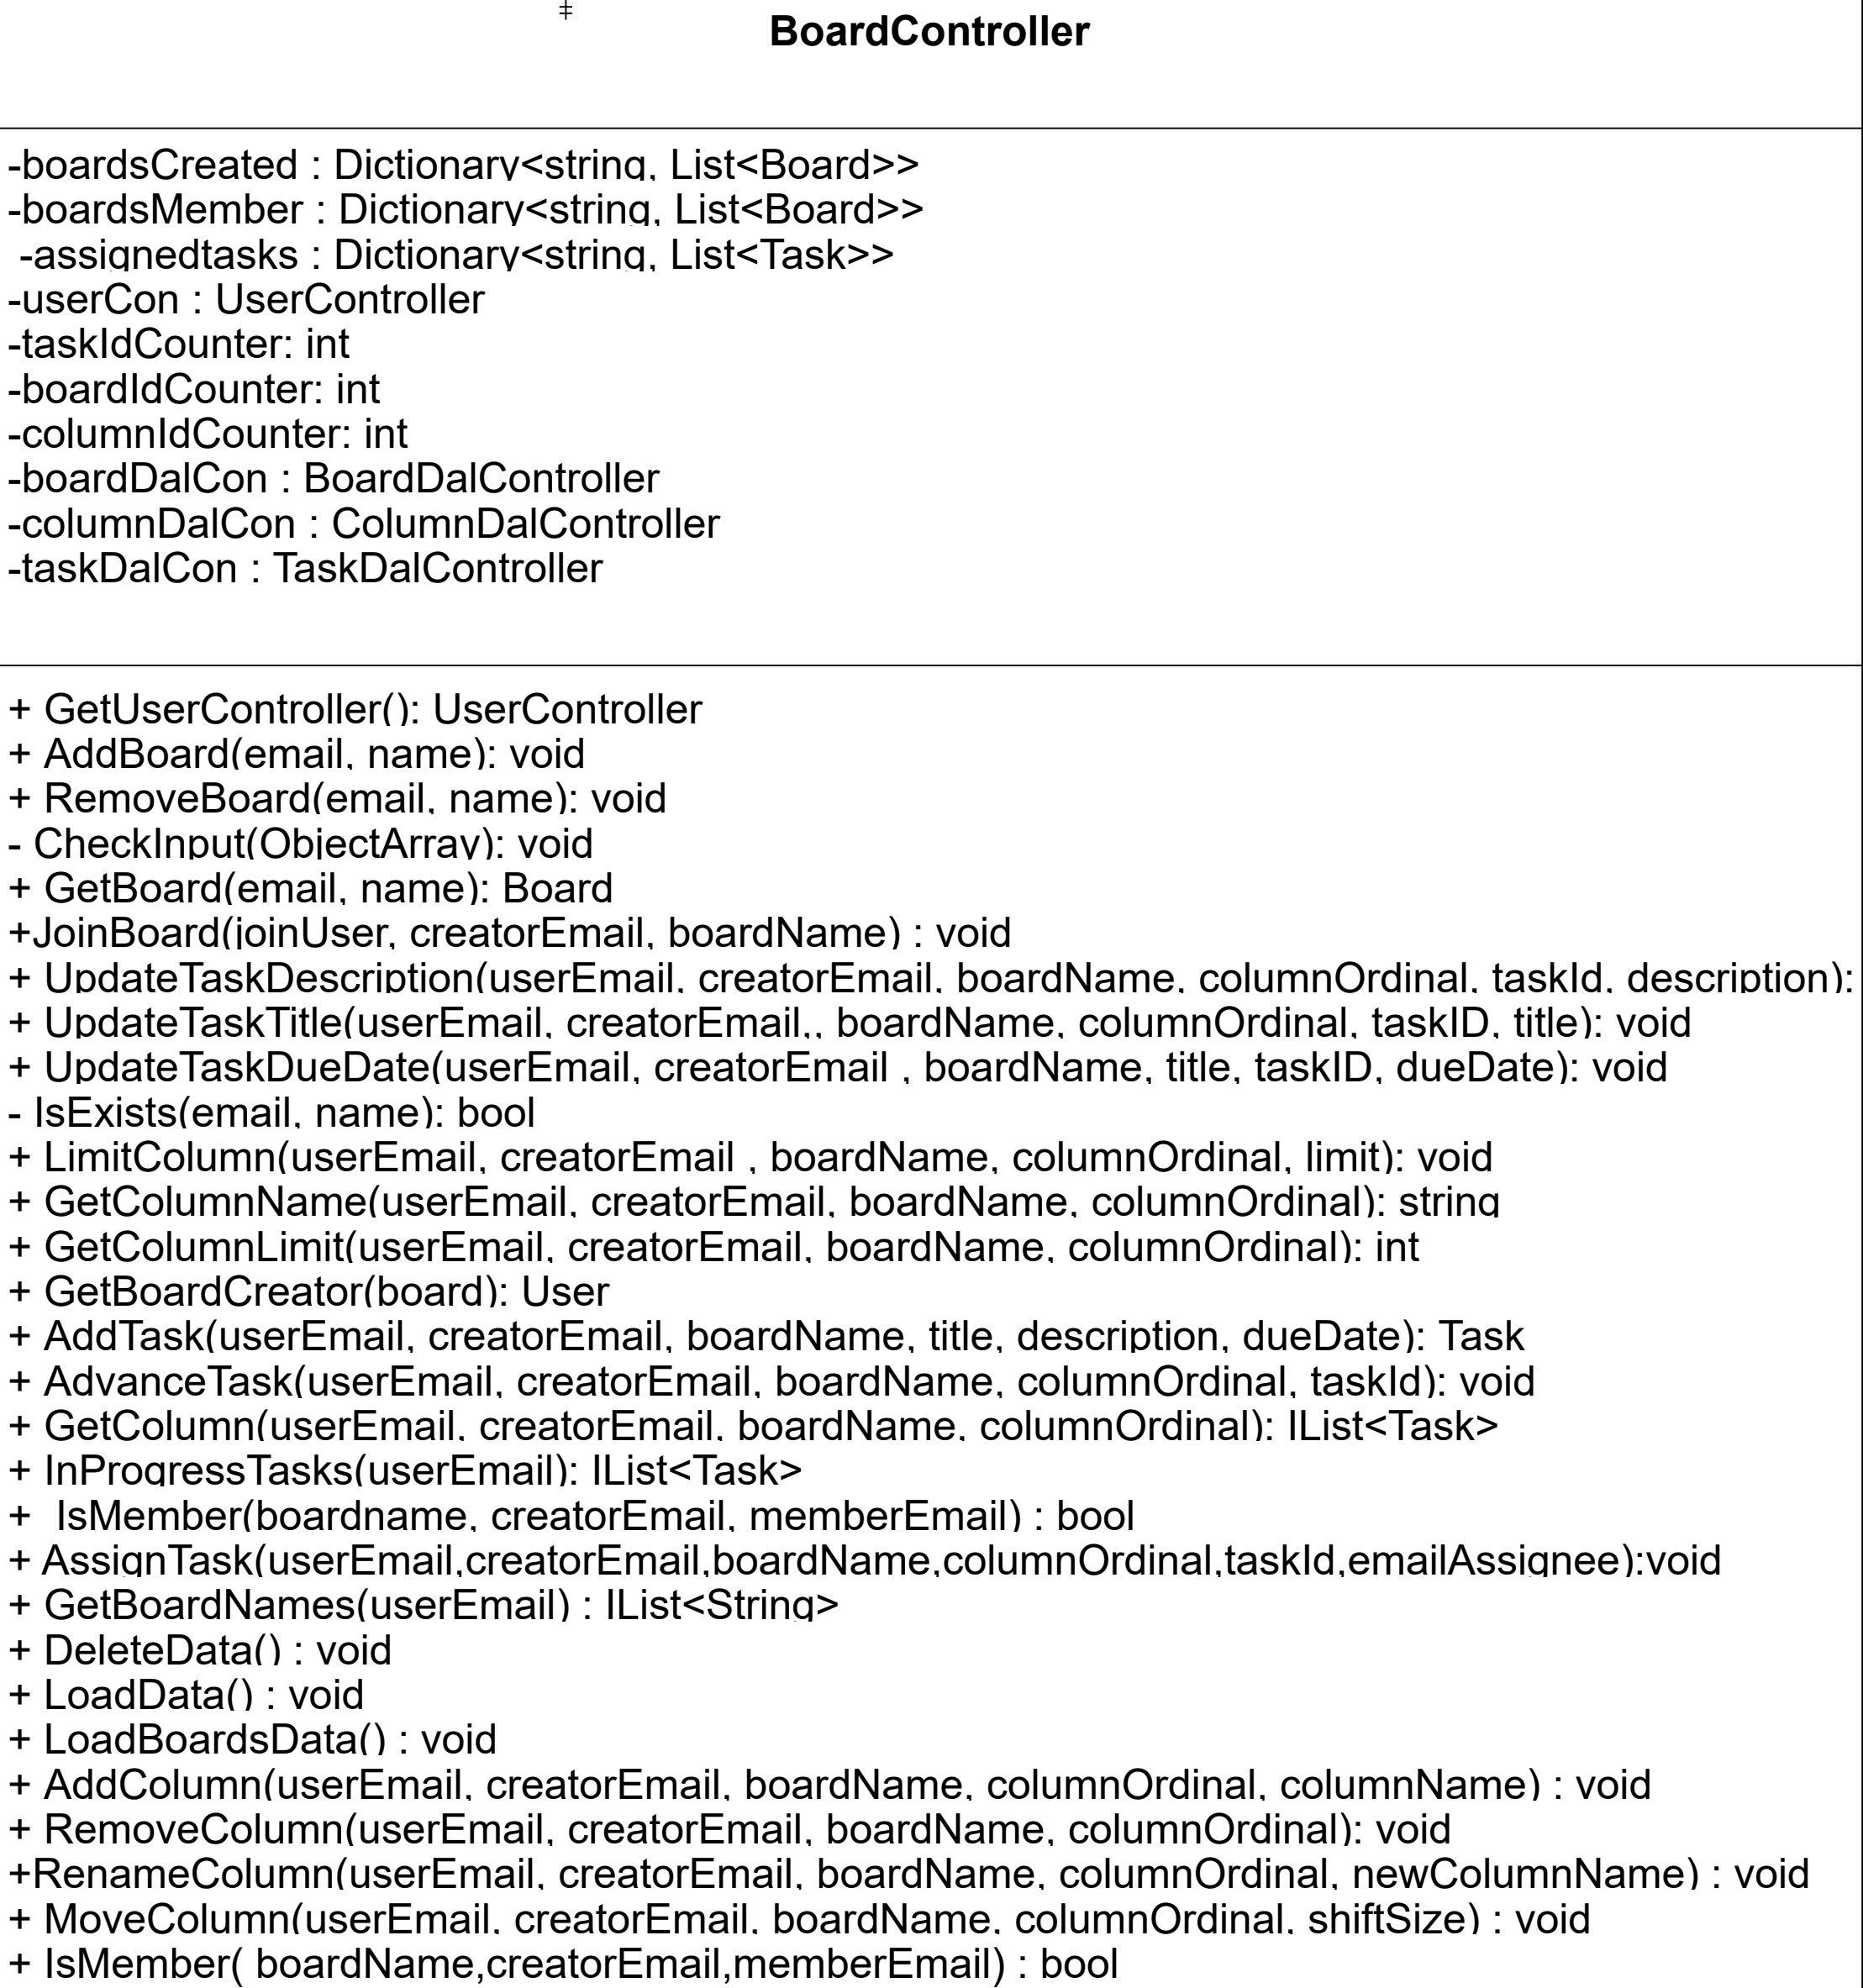 ‡
BoardController
-boardsCreated : Dictionary<string, List<Board>>
-boardsMember : Dictionary<string, List<Board>>
-assignedtasks : Dictionary<string, List<Task>>
-userCon : UserController
-taskIdCounter: int
-boardIdCounter: int
-columnIdCounter: int
-boardDalCon : BoardDalController
-columnDalCon : ColumnDalController
-taskDalCon : TaskDalController
+ GetUserController(): UserController
+ AddBoard(email, name): void
+ RemoveBoard(email, name): void
- CheckInput(ObjectArray): void
+ GetBoard(email, name): Board
+JoinBoard(joinUser, creatorEmail, boardName) : void
+ UpdateTaskDescription(userEmail, creatorEmail, boardName, columnOrdinal, taskId, description):
+ UpdateTaskTitle(userEmail, creatorEmail,, boardName, columnOrdinal, taskID, title): void
+ UpdateTaskDueDate(userEmail, creatorEmail , boardName, title, taskID, dueDate): void
- IsExists(email, name): bool
+ LimitColumn(userEmail, creatorEmail , boardName, columnOrdinal, limit): void
+ GetColumnName(userEmail, creatorEmail, boardName, columnOrdinal): string
+ GetColumnLimit(userEmail, creatorEmail, boardName, columnOrdinal): int
+ GetBoardCreator(board): User
+ AddTask(userEmail, creatorEmail, boardName, title, description, dueDate): Task
+ AdvanceTask(userEmail, creatorEmail, boardName, columnOrdinal, taskId): void
+ GetColumn(userEmail, creatorEmail, boardName, columnOrdinal): IList<Task>
+ InProgressTasks(userEmail): IList<Task>
+  IsMember(boardname, creatorEmail, memberEmail) : bool
+ AssignTask(userEmail,creatorEmail,boardName,columnOrdinal,taskId,emailAssignee):void
+ GetBoardNames(userEmail) : IList<String>
+ DeleteData() : void
+ LoadData() : void
+ LoadBoardsData() : void
+ AddColumn(userEmail, creatorEmail, boardName, columnOrdinal, columnName) : void
+ RemoveColumn(userEmail, creatorEmail, boardName, columnOrdinal): void
+RenameColumn(userEmail, creatorEmail, boardName, columnOrdinal, newColumnName) : void
+ MoveColumn(userEmail, creatorEmail, boardName, columnOrdinal, shiftSize) : void
+ IsMember( boardName,creatorEmail,memberEmail) : bool